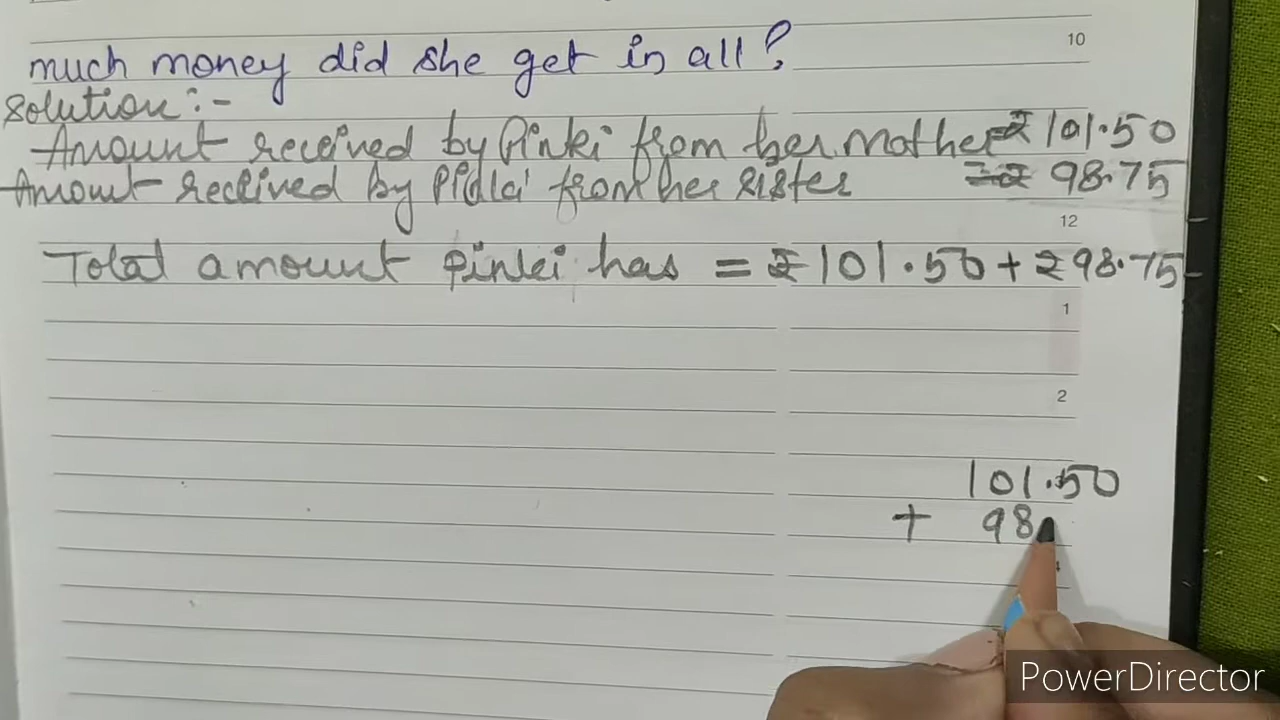 10
much money did she get in all?
Solution:-
Amount received by Pinki from her mother = ₹ 101.50
Amount received by Pinki from her sister = ₹ 98.75
12
Total amount pinki has = ₹ 101.50 + ₹ 98.75
1
2
101.50
+ 98
4
PowerDirector